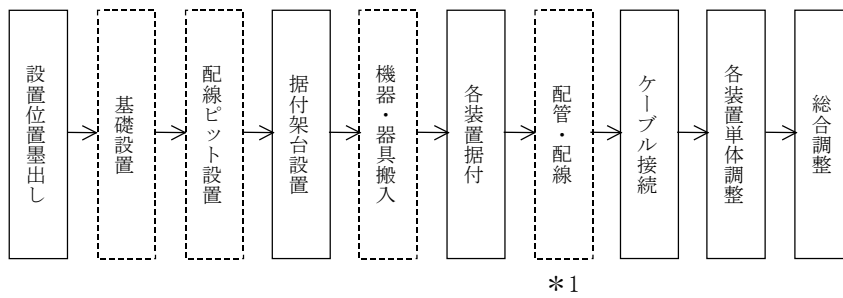 設置位置墨出し
基礎設置
配線ピット設置
据付架台設置
機器・器具搬入
各装置据付
配管・配線
ケーブル接続
各装置単体調整
総合調整
＊1